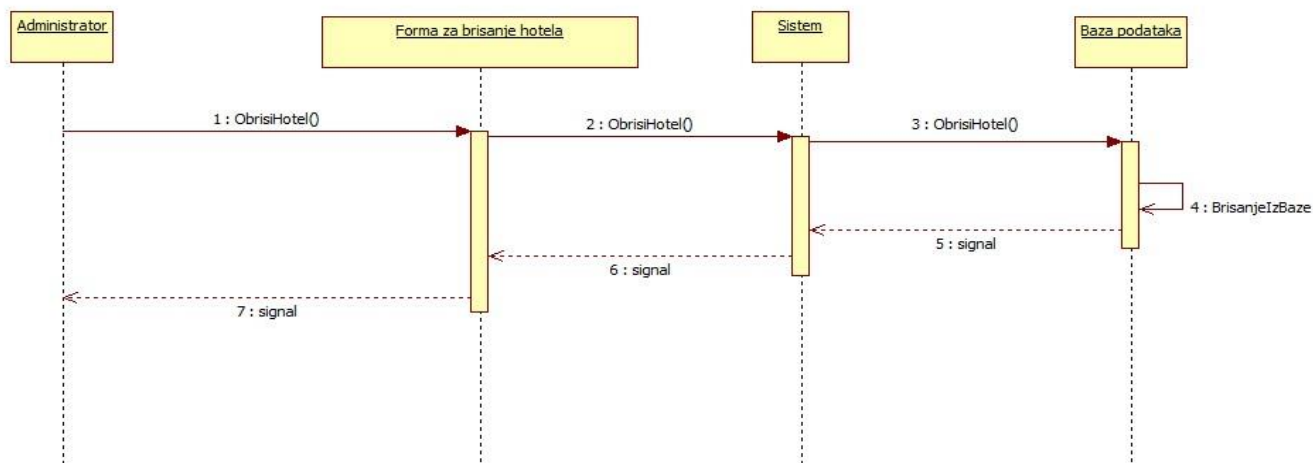 Administrator
Forma za brisanje hotela
Sistem
Baza podataka
1 : ObrisiHotel()
2 : ObrisiHotel()
3 : ObrisiHotel()
4 : BrisanjeIzBaze
5 : signal
6 : signal
7 : signal